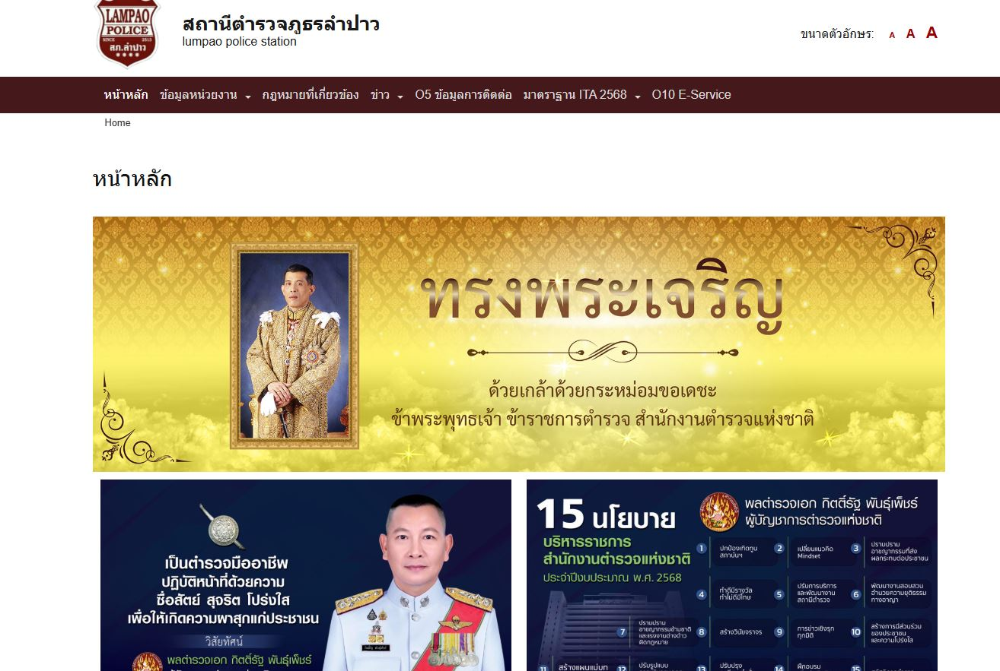 LAMPAO
POLICE
SINCE 2513
สภ.ลำปาว
สถานีตำรวจภูธรลำปาว
lumpao police station
ขนาดตัวอักษร: A A A
หน้าหลัก ข้อมูลหน่วยงาน กฎหมายที่เกี่ยวข้อง ข่าว O5 ข้อมูลการติดต่อ มาตราฐาน ITA 2568 O10 E-Service
Home
หน้าหลัก
ทรงพระเจริญ
ด้วยเกล้าด้วยกระหม่อมขอเดชะ
ข้าพระพุทธเจ้า ข้าราชการตำรวจ สำนักงานตำรวจแห่งชาติ
เป็นตำรวจมืออาชีพ
ปฏิบัติหน้าที่ด้วยความ
ซื่อสัตย์ สุจริต โปร่งใส
เพื่อให้เกิดความผาสุกแก่ประชาชน
วิสัยทัศน์
พลตำรวจเอก กิตติ์รัฐ พันธุ์เพ็ชร์
15 นโยบาย
บริหารราชการ
สำนักงานตำรวจแห่งชาติ
ประจำปีงบประมาณ พ.ศ. 2568
พลตำรวจเอก กิตติ์รัฐ พันธุ์เพ็ชร์
ผู้บัญชาการตำรวจแห่งชาติ
1 ปกป้องเทิดทูน
สถาบันฯ
2 เปลี่ยนแนวคิด
Mindset
3 ปราบปราม
อาชญากรรมที่ส่ง
ผลกระทบต่อประชาชน
4 ทำดีมีรางวัล
ทำไม่ดีมีโทษ
5 ปรับการบริการ
และพัฒนางาน
สถานีตำรวจ
6 พัฒนางานสอบสวน
อำนวยความยุติธรรม
ทางอาญา
7 ปราบปราม
อาชญากรรมข้ามชาติ
และแรงงานต่างด้าว
ผิดกฎหมาย
8 สร้างวินัยจราจร
9 การข่าวเชิงรุก
ทุกมิติ
10 สร้างการมีส่วนร่วม
ของประชาชน
และความโปร่งใส
11 สร้างแผนแม่บท
12 ปรับรูปแบบ
13 ปรับปรุง
14 ฝึกอบรม
15